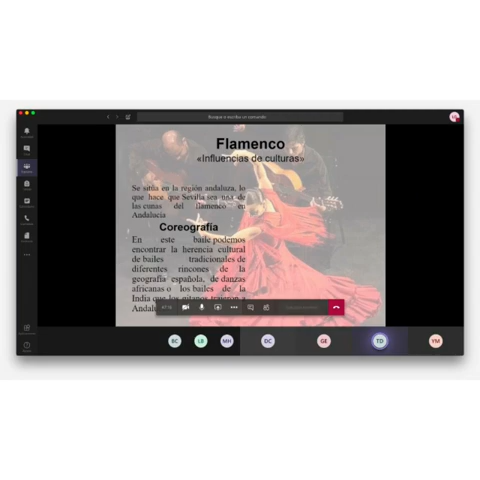 Flamenco
«Influencias de culturas»
Se sitúa en la región andaluza, lo
que hace que Sevilla sea una de
las cunas del flamenco en
Andalucía
Coreografía
En este baile podemos
encontrar la herencia cultural
de bailes tradicionales de
diferentes rincones de la
geografía española, de danzas
africanas o los bailes de la
India que los gitanos trajeron a
BC LB MH DC GE TD YM